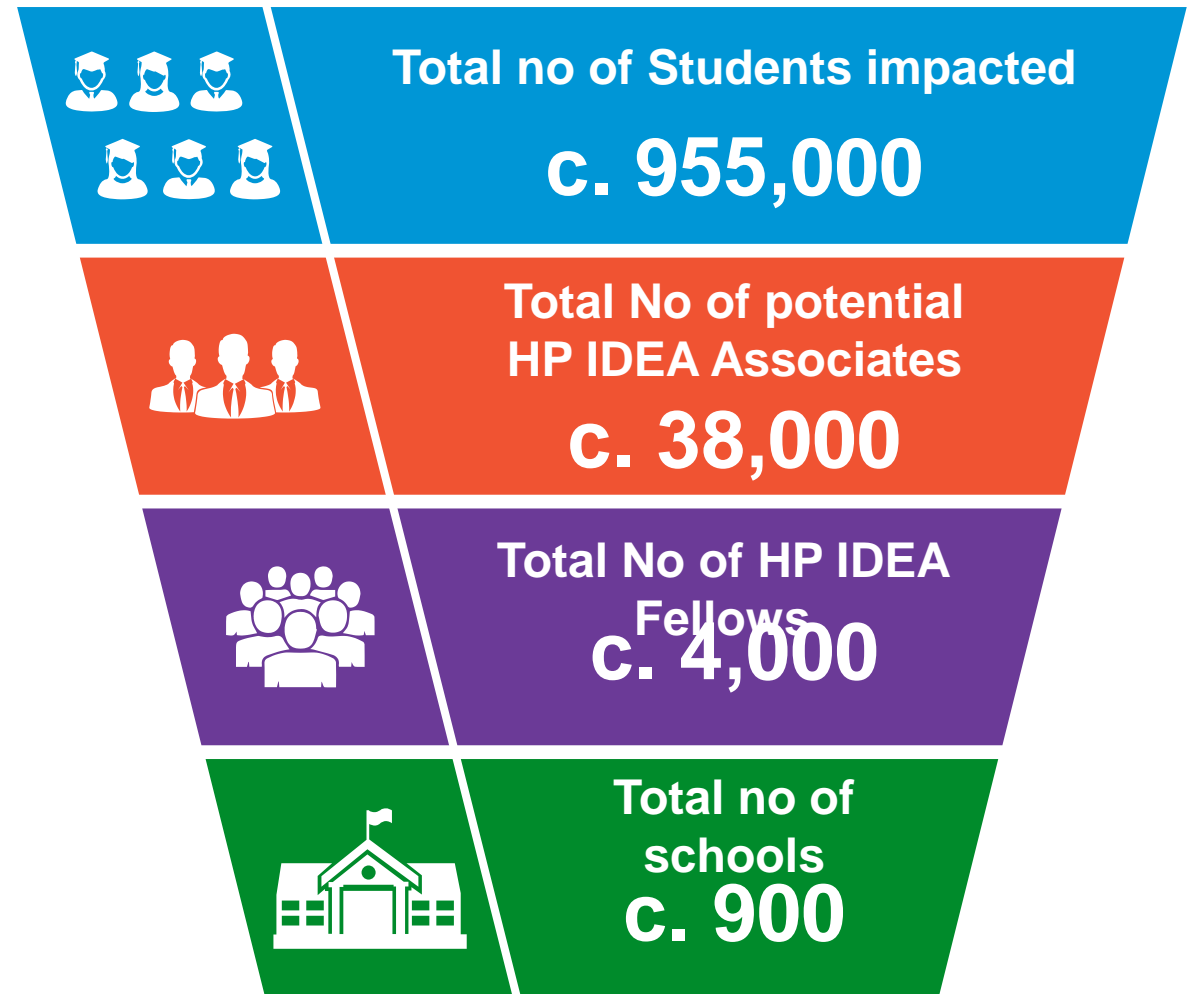 Total no of Students impacted
c. 955,000
Total No of potential
HP IDEA Associates
c. 38,000
Total No of HP IDEA
Fellows
c. 4,000
Total no of
schools
c. 900